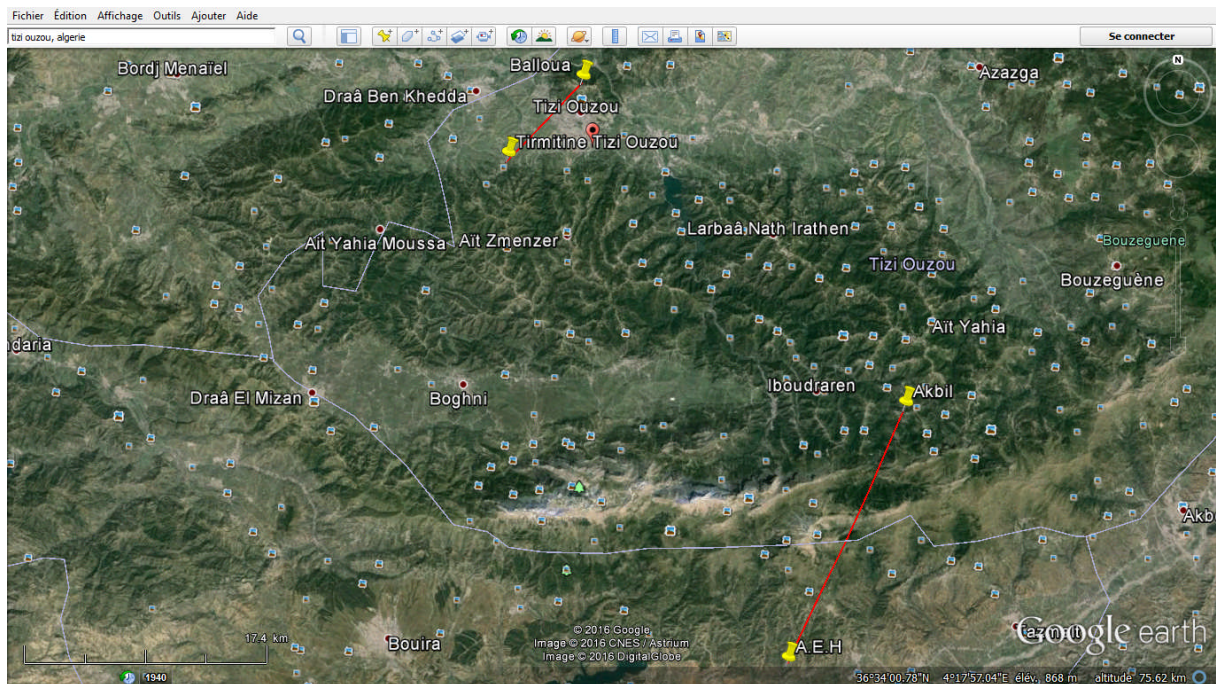 Fichier Édition Affichage Outils Ajouter Aide
tizi ouzou, algerie
Se connecter
Bordj Menaïel
Balloua
N
Azazga
Draâ Ben Khedda
Tizi Ouzou
Tirmitine Tizi Ouzou
Aït Yahia Moussa
Aït Zmenzer
Larbaâ Nath Irathen
Bouzeguene
Tizi Ouzou
Bouzeguène
Aït Yahia
ndaria
Draâ El Mizan
Boghni
Iboudraren
Akbil
Akb
17.4 km
Bouira
© 2016 Google
Image © 2016 CNES / Astrium
Image © 2016 DigitalGlobe
A.E.H
Google earth
1940
36°34'00.78"N 4°17'57.04"E élév. 868 m altitude 75.62 km